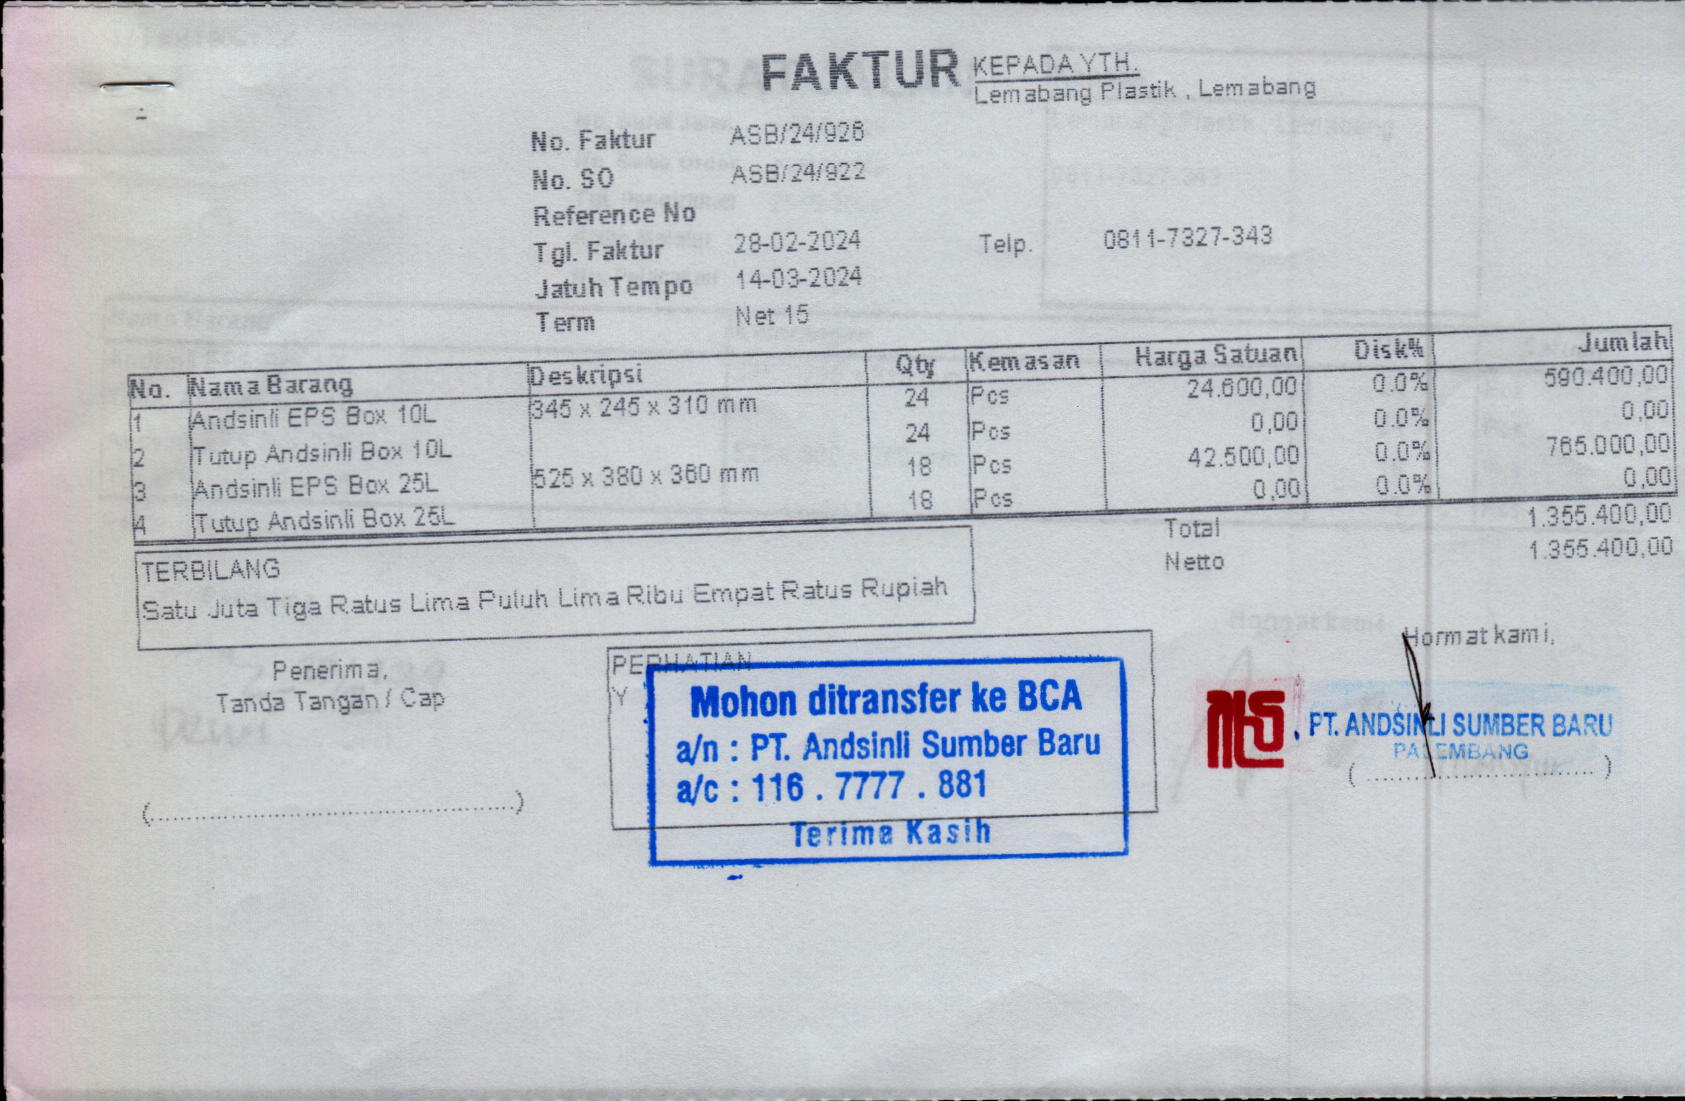 FAKTUR
KEPADA YTH.
Lemabang Plastik , Lemabang
No. Faktur ASB/24/926
No. SO ASB/24/922
Reference No
Tgl. Faktur 28-02-2024 Telp. 0811-7327-343
Jatuh Tempo 14-03-2024
Term Net 15
No. Nama Barang Deskripsi Qty Kemasan Harga Satuan Disk% Jumlah
1 Andsinli EPS Box 10L 345 x 245 x 310 mm 24 Pcs 24.600,00 0.0% 590.400,00
2 Tutup Andsinli Box 10L 24 Pcs 0,00 0.0% 0,00
3 Andsinli EPS Box 25L 525 x 380 x 360 mm 18 Pcs 42.500,00 0.0% 765.000,00
4 Tutup Andsinli Box 25L 18 Pcs 0,00 0.0% 0,00
Total 1.355.400,00
Netto 1.355.400,00
TERBILANG
Satu Juta Tiga Ratus Lima Puluh Lima Ribu Empat Ratus Rupiah
Penerima,
Tanda Tangan / Cap
(............................................)
PERHATIAN
Y
Mohon ditransfer ke BCA
a/n : PT. Andsinli Sumber Baru
a/c : 116 . 7777 . 881
Terima Kasih
Hormat kami,
PT. ANDSINLI SUMBER BARU
PALEMBANG
(................................)